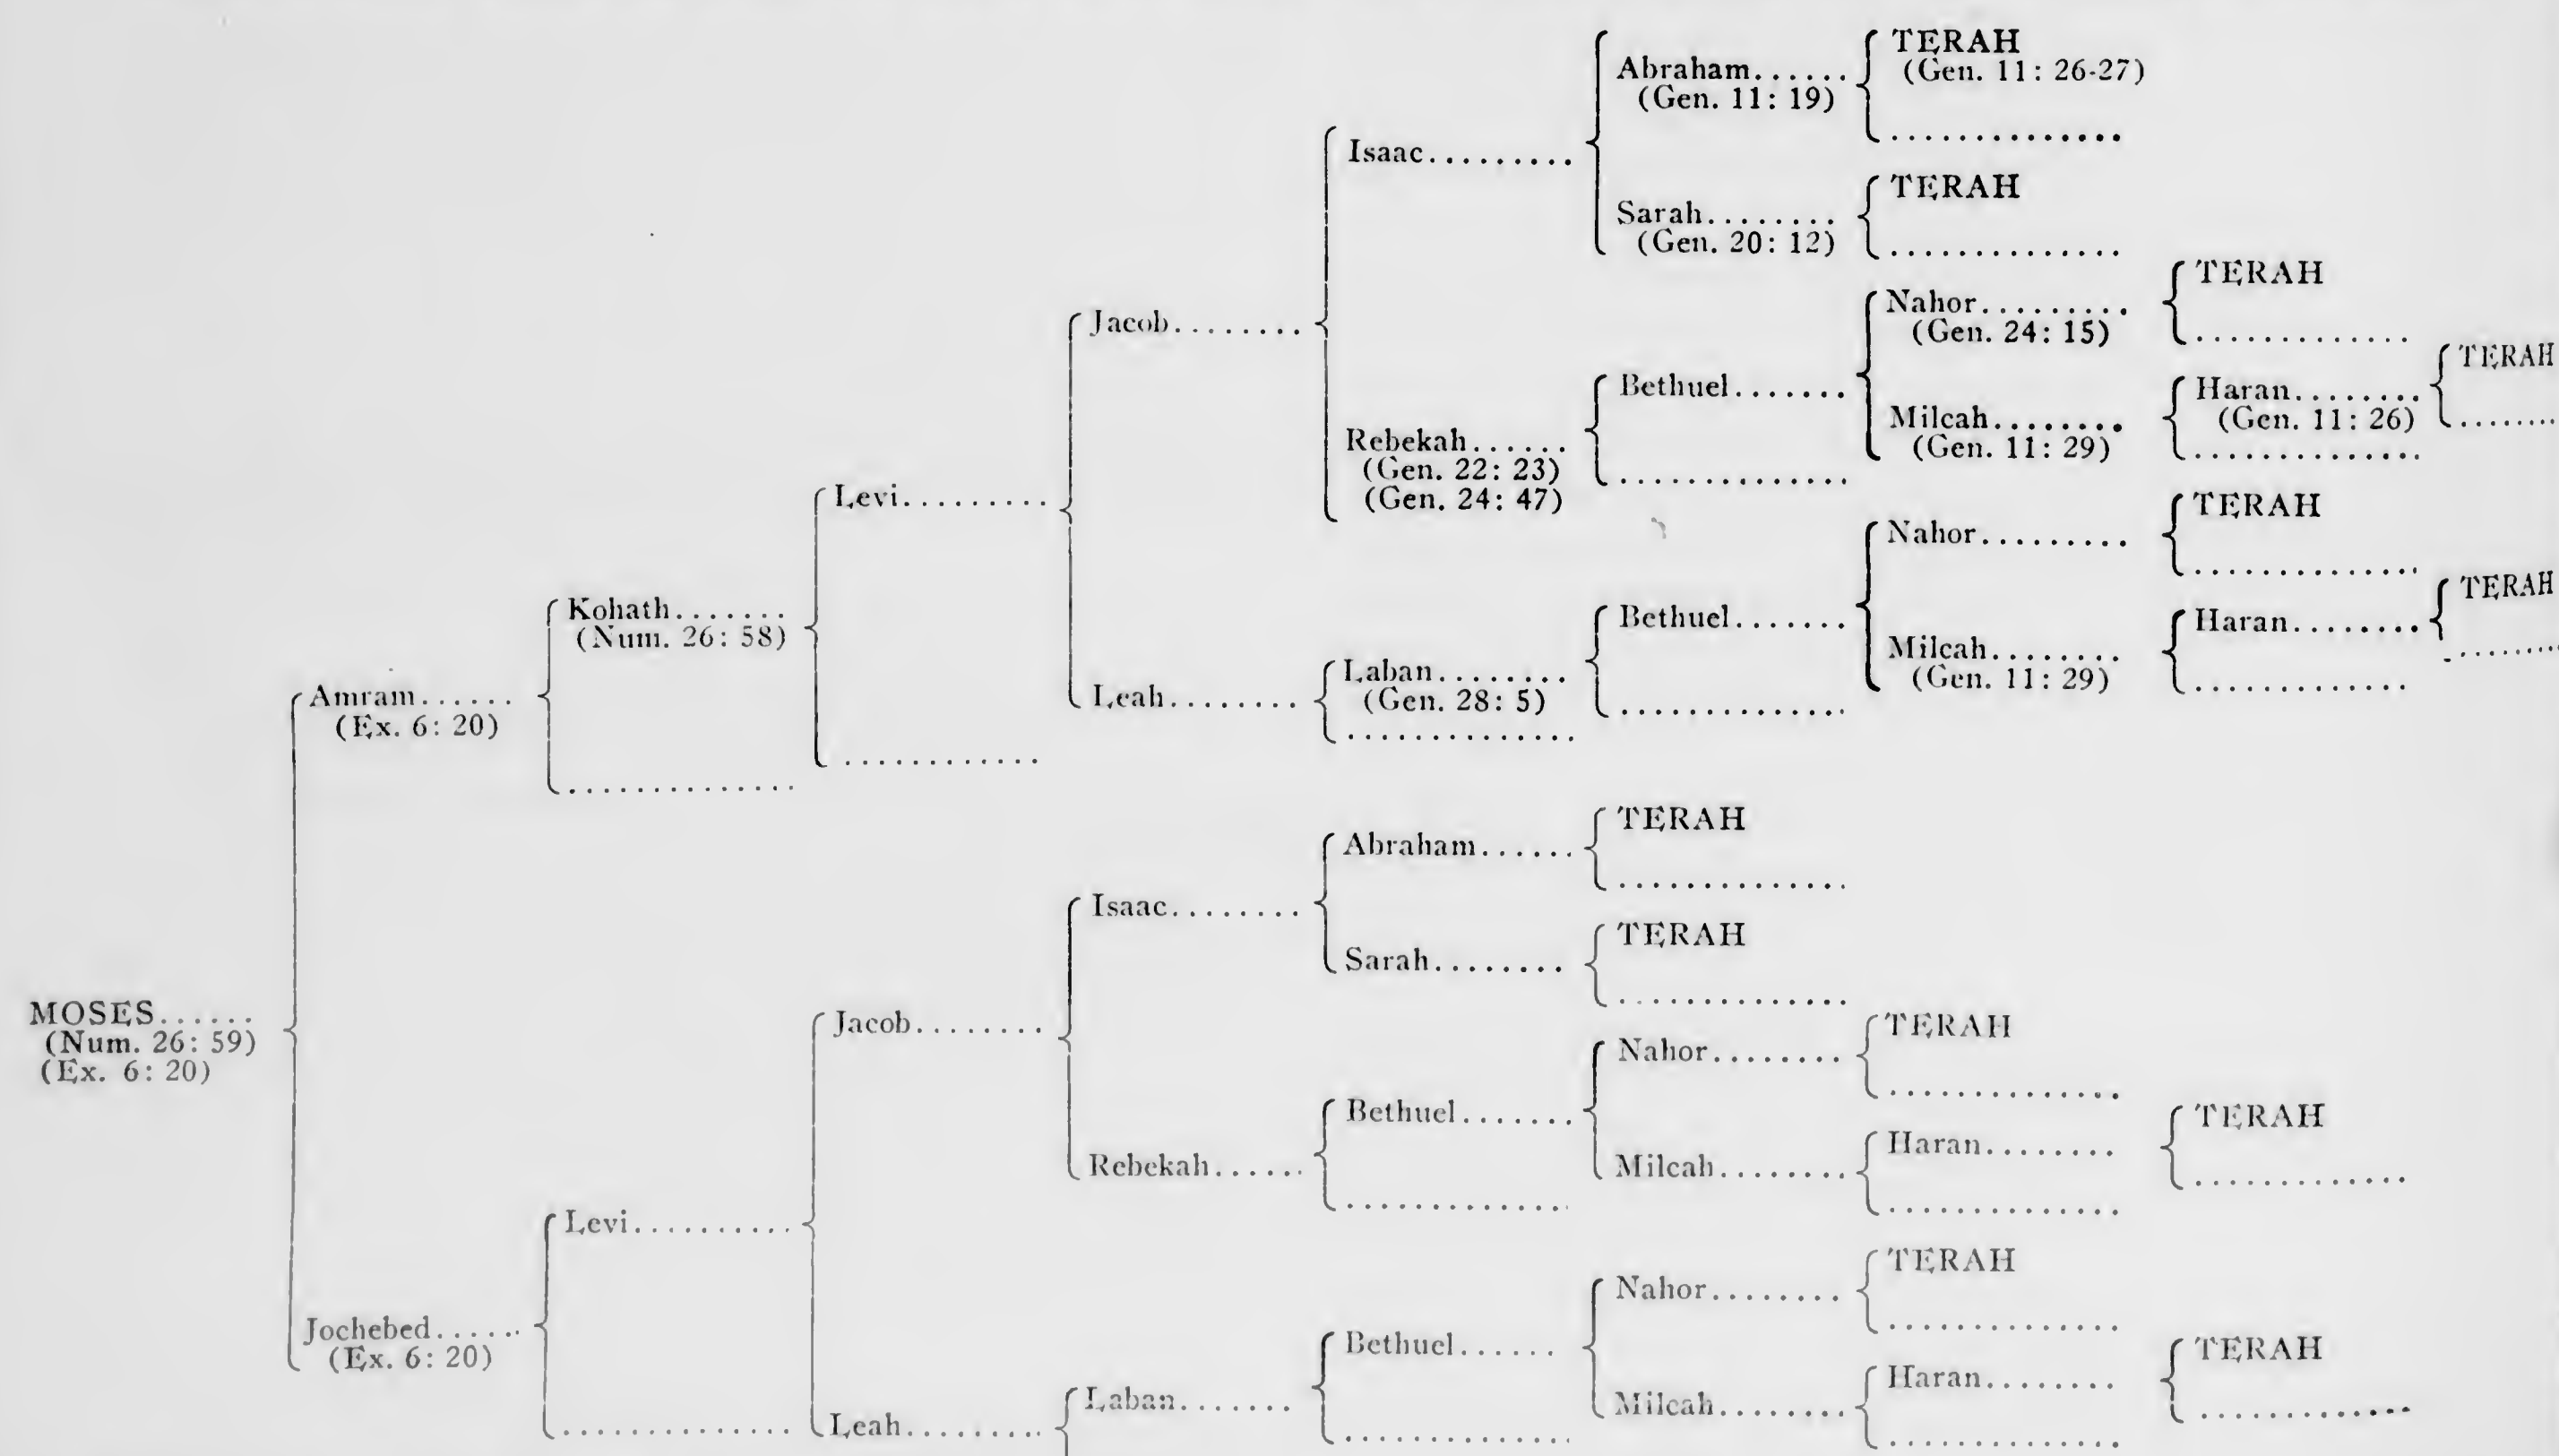 TERAH
Abraham...... (Gen. 11: 26-27)
(Gen. 11: 19)
..............
Isaac..........
TERAH
Sarah.........
(Gen. 20: 12)
..............
TERAH
Nahor..........
Jacob......... (Gen. 24: 15)
.............
TERAH
Bethuel....... Haran.........
Milcah......... (Gen. 11: 26)
Rebekah...... (Gen. 11: 29)
..............
(Gen. 22: 23)
..............
Levi.......... (Gen. 24: 47)
TERAH
Nahor..........
..............
TERAH
Kohath....... Bethuel....... Haran.........
(Num. 26: 58)
Milcah.........
Laban.........
(Gen. 11: 29)
..............
Amram...... Leah......... (Gen. 28: 5)
(Ex. 6: 20)
..............
..............
............
..............
TERAH
Abraham......
..............
Isaac.........
TERAH
Sarah.........
..............
MOSES......
Jacob.........
TERAH
(Num. 26: 59)
Nahor.........
(Ex. 6: 20)
..............
Bethuel.......
TERAH
Haran.........
Rebekah......
Milcah.........
.............
..............
..............
Levi...........
TERAH
Nahor.........
Jochebed......
..............
Bethuel......
TERAH
(Ex. 6: 20)
Haran.........
Laban.........
Milcah.........
.............
Leah..........
..............
..............
..............